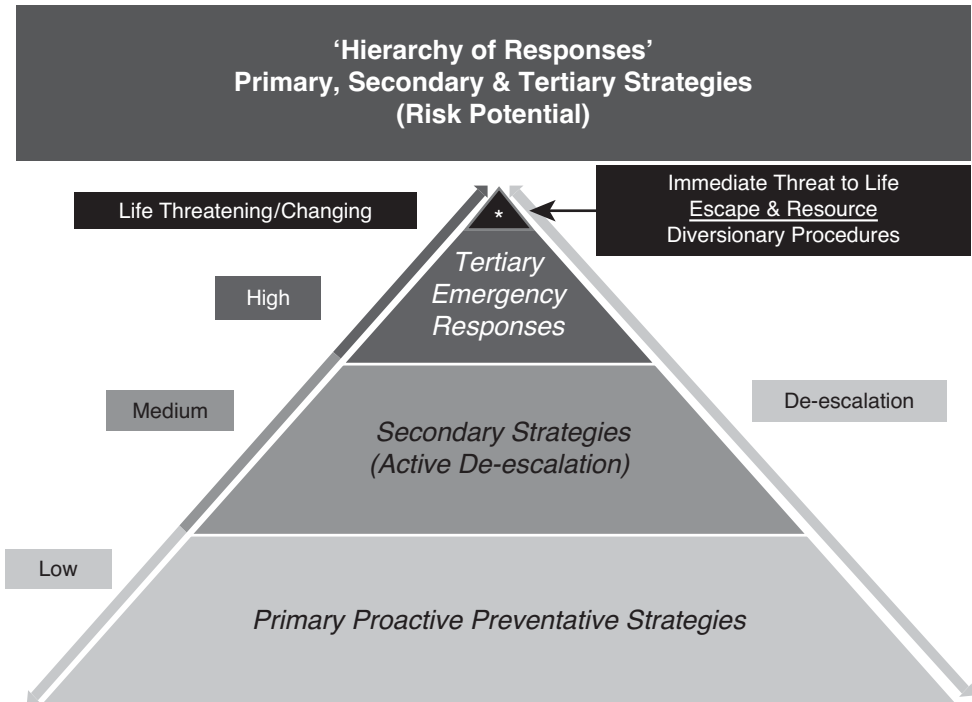 ‘Hierarchy of Responses’
Primary, Secondary & Tertiary Strategies
(Risk Potential)
Life Threatening/Changing
Immediate Threat to Life
Escape & Resource
Diversionary Procedures
*
Tertiary
Emergency
Responses
High
Medium
De-escalation
Secondary Strategies
(Active De-escalation)
Low
Primary Proactive Preventative Strategies